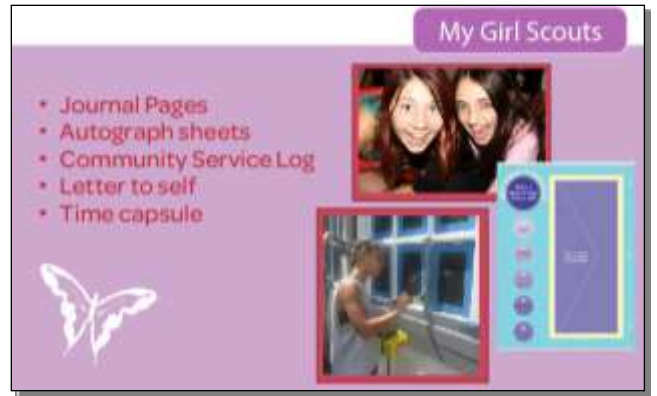 My Girl Scouts
• Journal Pages
• Autograph sheets
• Community Service Log
• Letter to self
• Time capsule